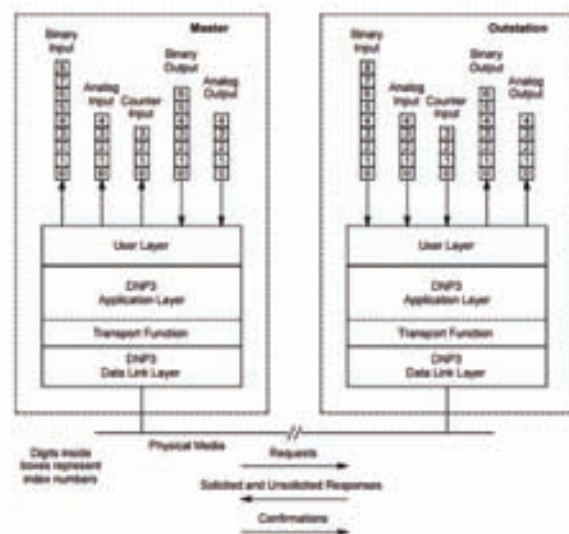 Master
Binary
Input
Analog
Input
Counter
Input
Binary
Output
Analog
Output
User Layer
DNP3
Application Layer
Transport Function
DNP3
Data Link Layer
Outstation
Binary
Input
Analog
Input
Counter
Input
Binary
Output
Analog
Output
User Layer
DNP3
Application Layer
Transport Function
DNP3
Data Link Layer
Physical Media
Digits inside
boxes represent
index numbers
Requests
Solicited and Unsolicited Responses
Confirmations